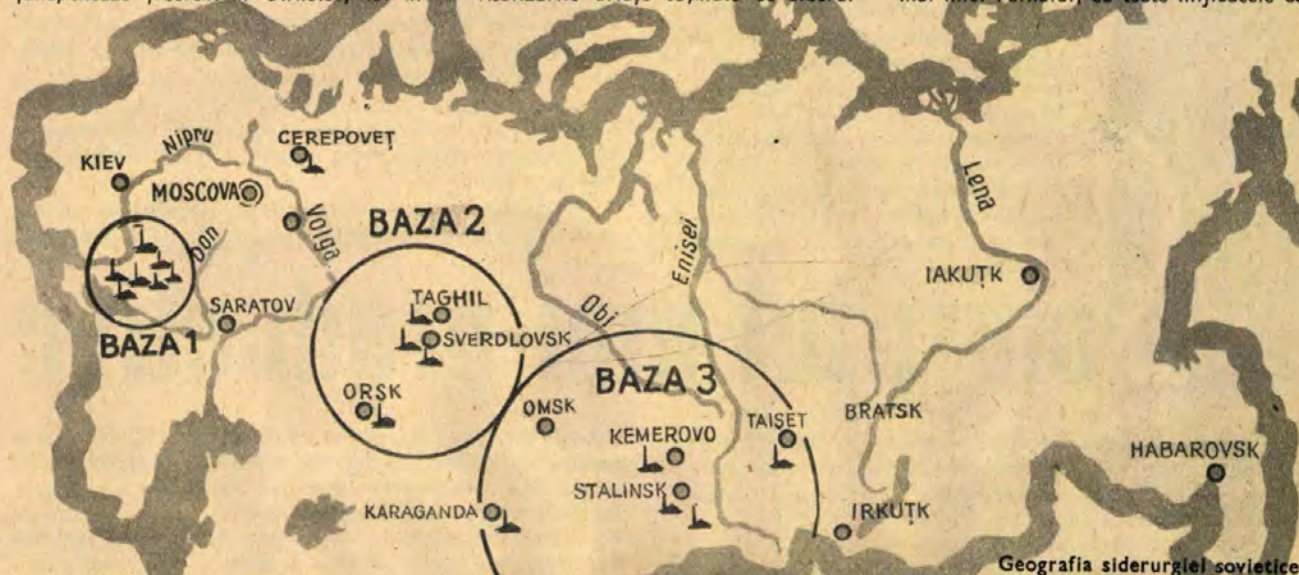 CEREPOVEȚ
Nipru
KIEV
MOSCOVA
Volga
BAZA 2
Don
Lena
Enisei
Obi
IAKUȚK
TAGHIL
SARATOV
SVERDLOVSK
BAZA 1
BAZA 3
ORSK
OMSK
TAIȘET
BRATSK
KEMEROVO
HABAROVSK
STALINSK
KARAGANDA
IRKUȚK
Geografia siderurgiei sovietice